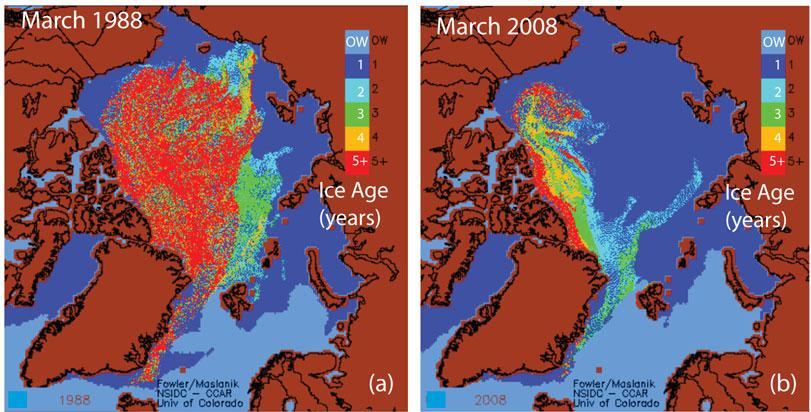 March 1988
OW OW
1 1
2 2
3 3
4 4
5+ 5+
Ice Age
(years)
Fowler/Maslanik
NSIDC - CCAR
Univ of Colorado
1988
(a)
March 2008
OW OW
1 1
2 2
3 3
4 4
5+ 5+
Ice Age
(years)
Fowler/Maslanik
NSIDC - CCAR
Univ of Colorado
2008
(b)